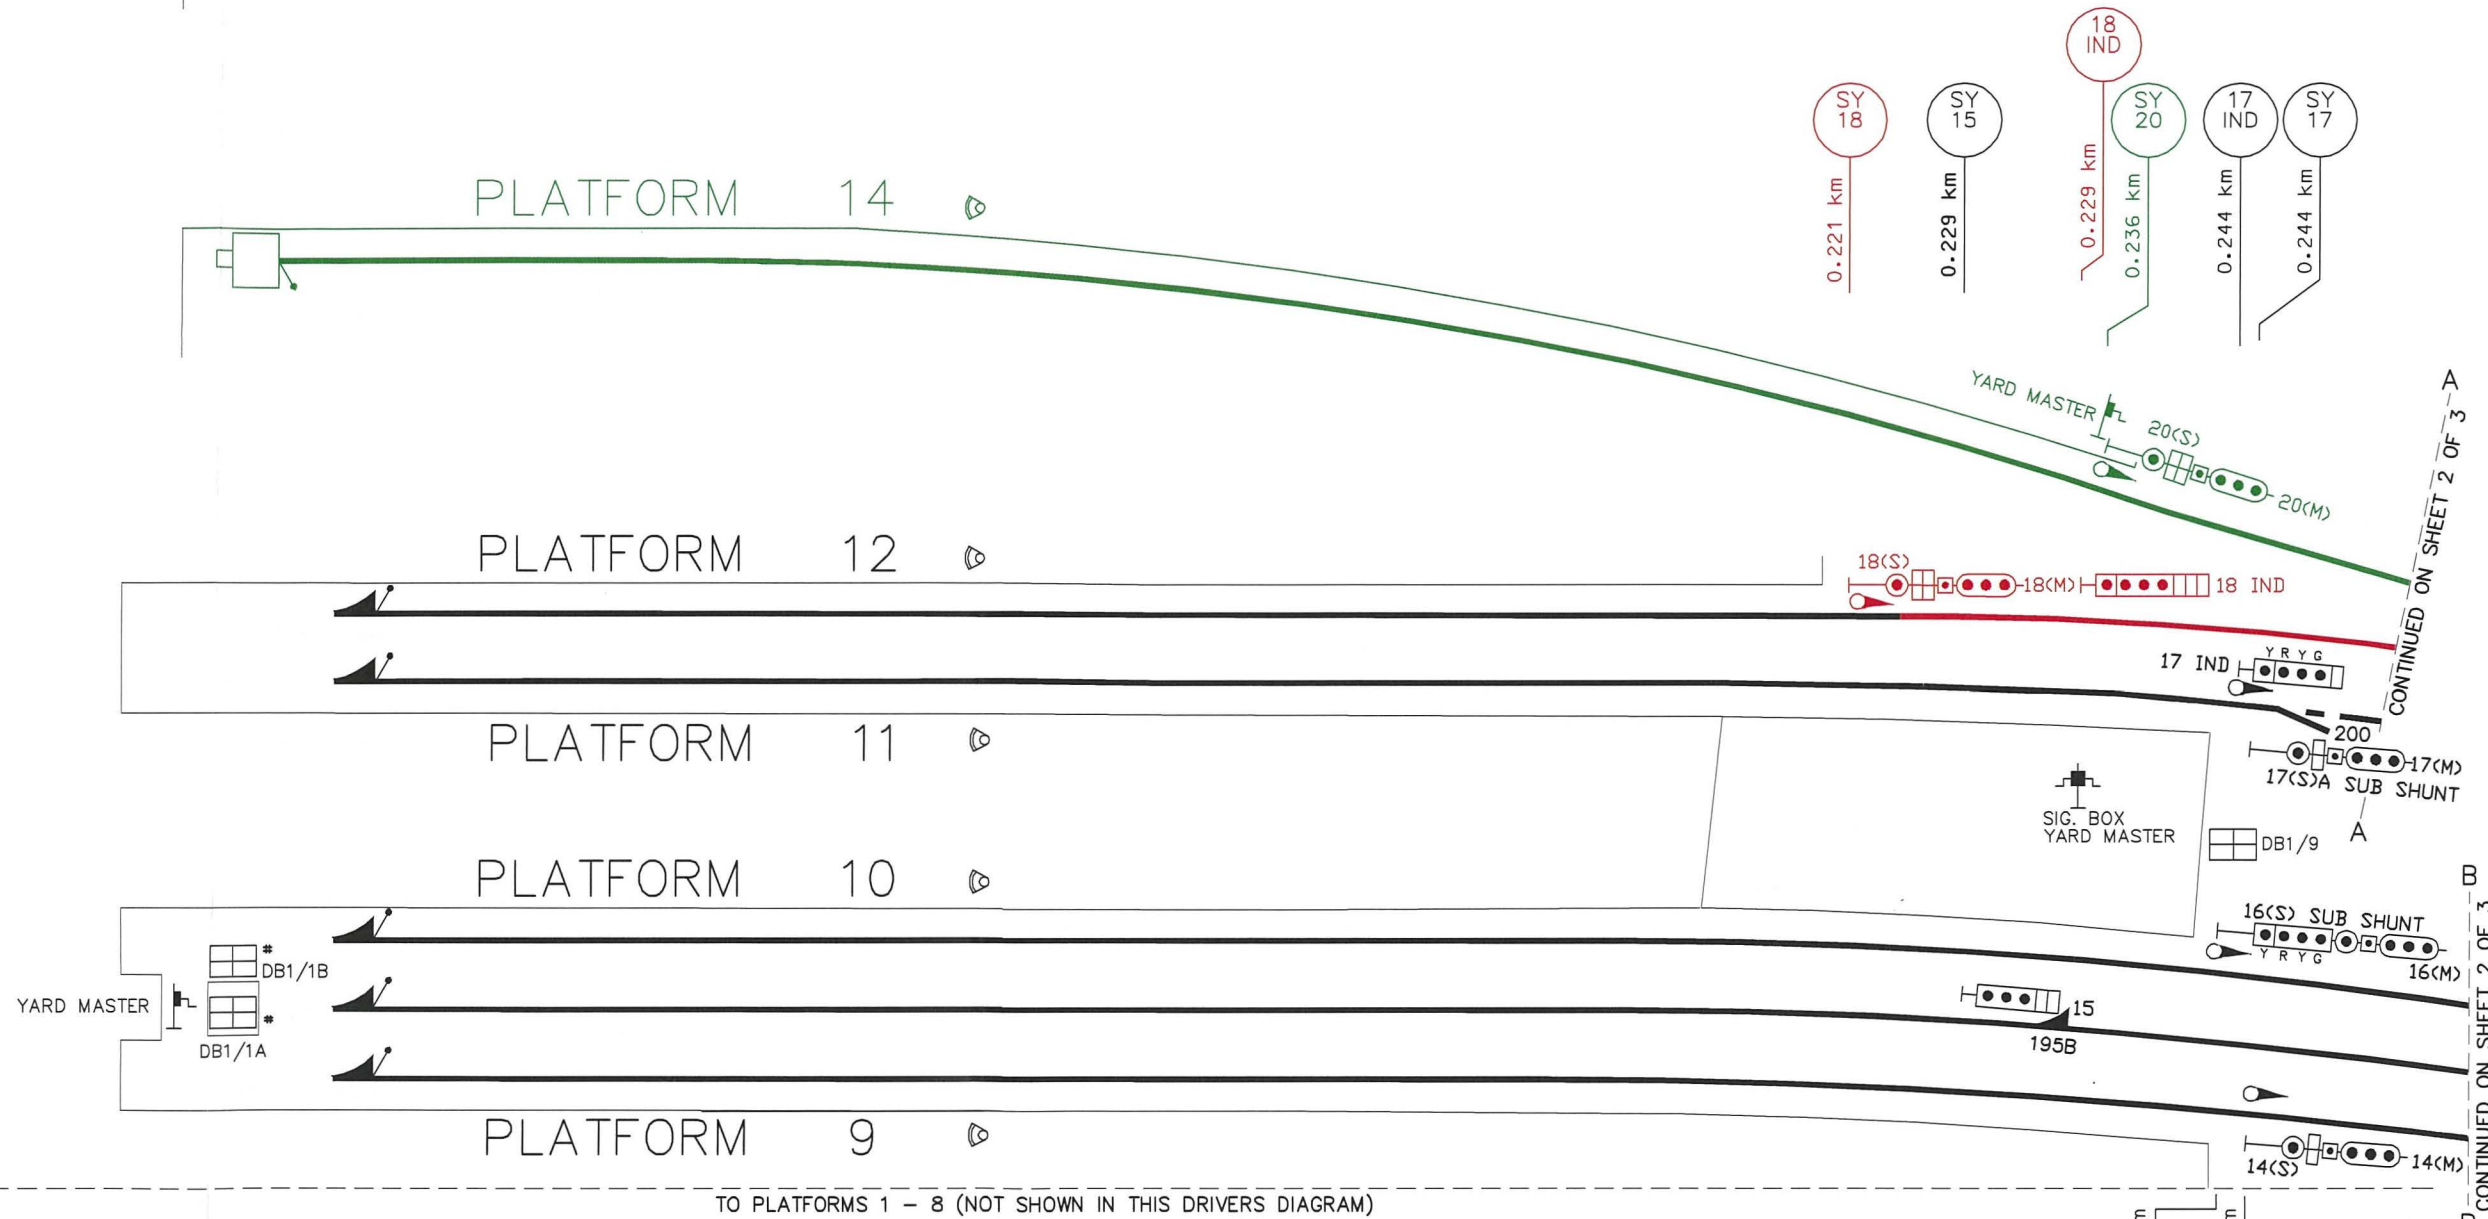 18
IND
SY
18
SY
15
SY
20
17
IND
SY
17
0.221 km
0.229 km
0.229 km
0.236 km
0.244 km
0.244 km
PLATFORM 14
YARD MASTER
20(S)
20(M)
A
CONTINUED ON SHEET 2 OF 3
PLATFORM 12
18(S)
18(M)
18 IND
17 IND
Y R Y G
200
17(M)
17(S)A SUB SHUNT
A
PLATFORM 11
SIG. BOX
YARD MASTER
DB1/9
B
PLATFORM 10
16(S) SUB SHUNT
Y R Y G
16(M)
#
DB1/1B
YARD MASTER
#
DB1/1A
15
195B
CONTINUED ON SHEET 2 OF 3
PLATFORM 9
14(S)
14(M)
TO PLATFORMS 1 – 8 (NOT SHOWN IN THIS DRIVERS DIAGRAM)